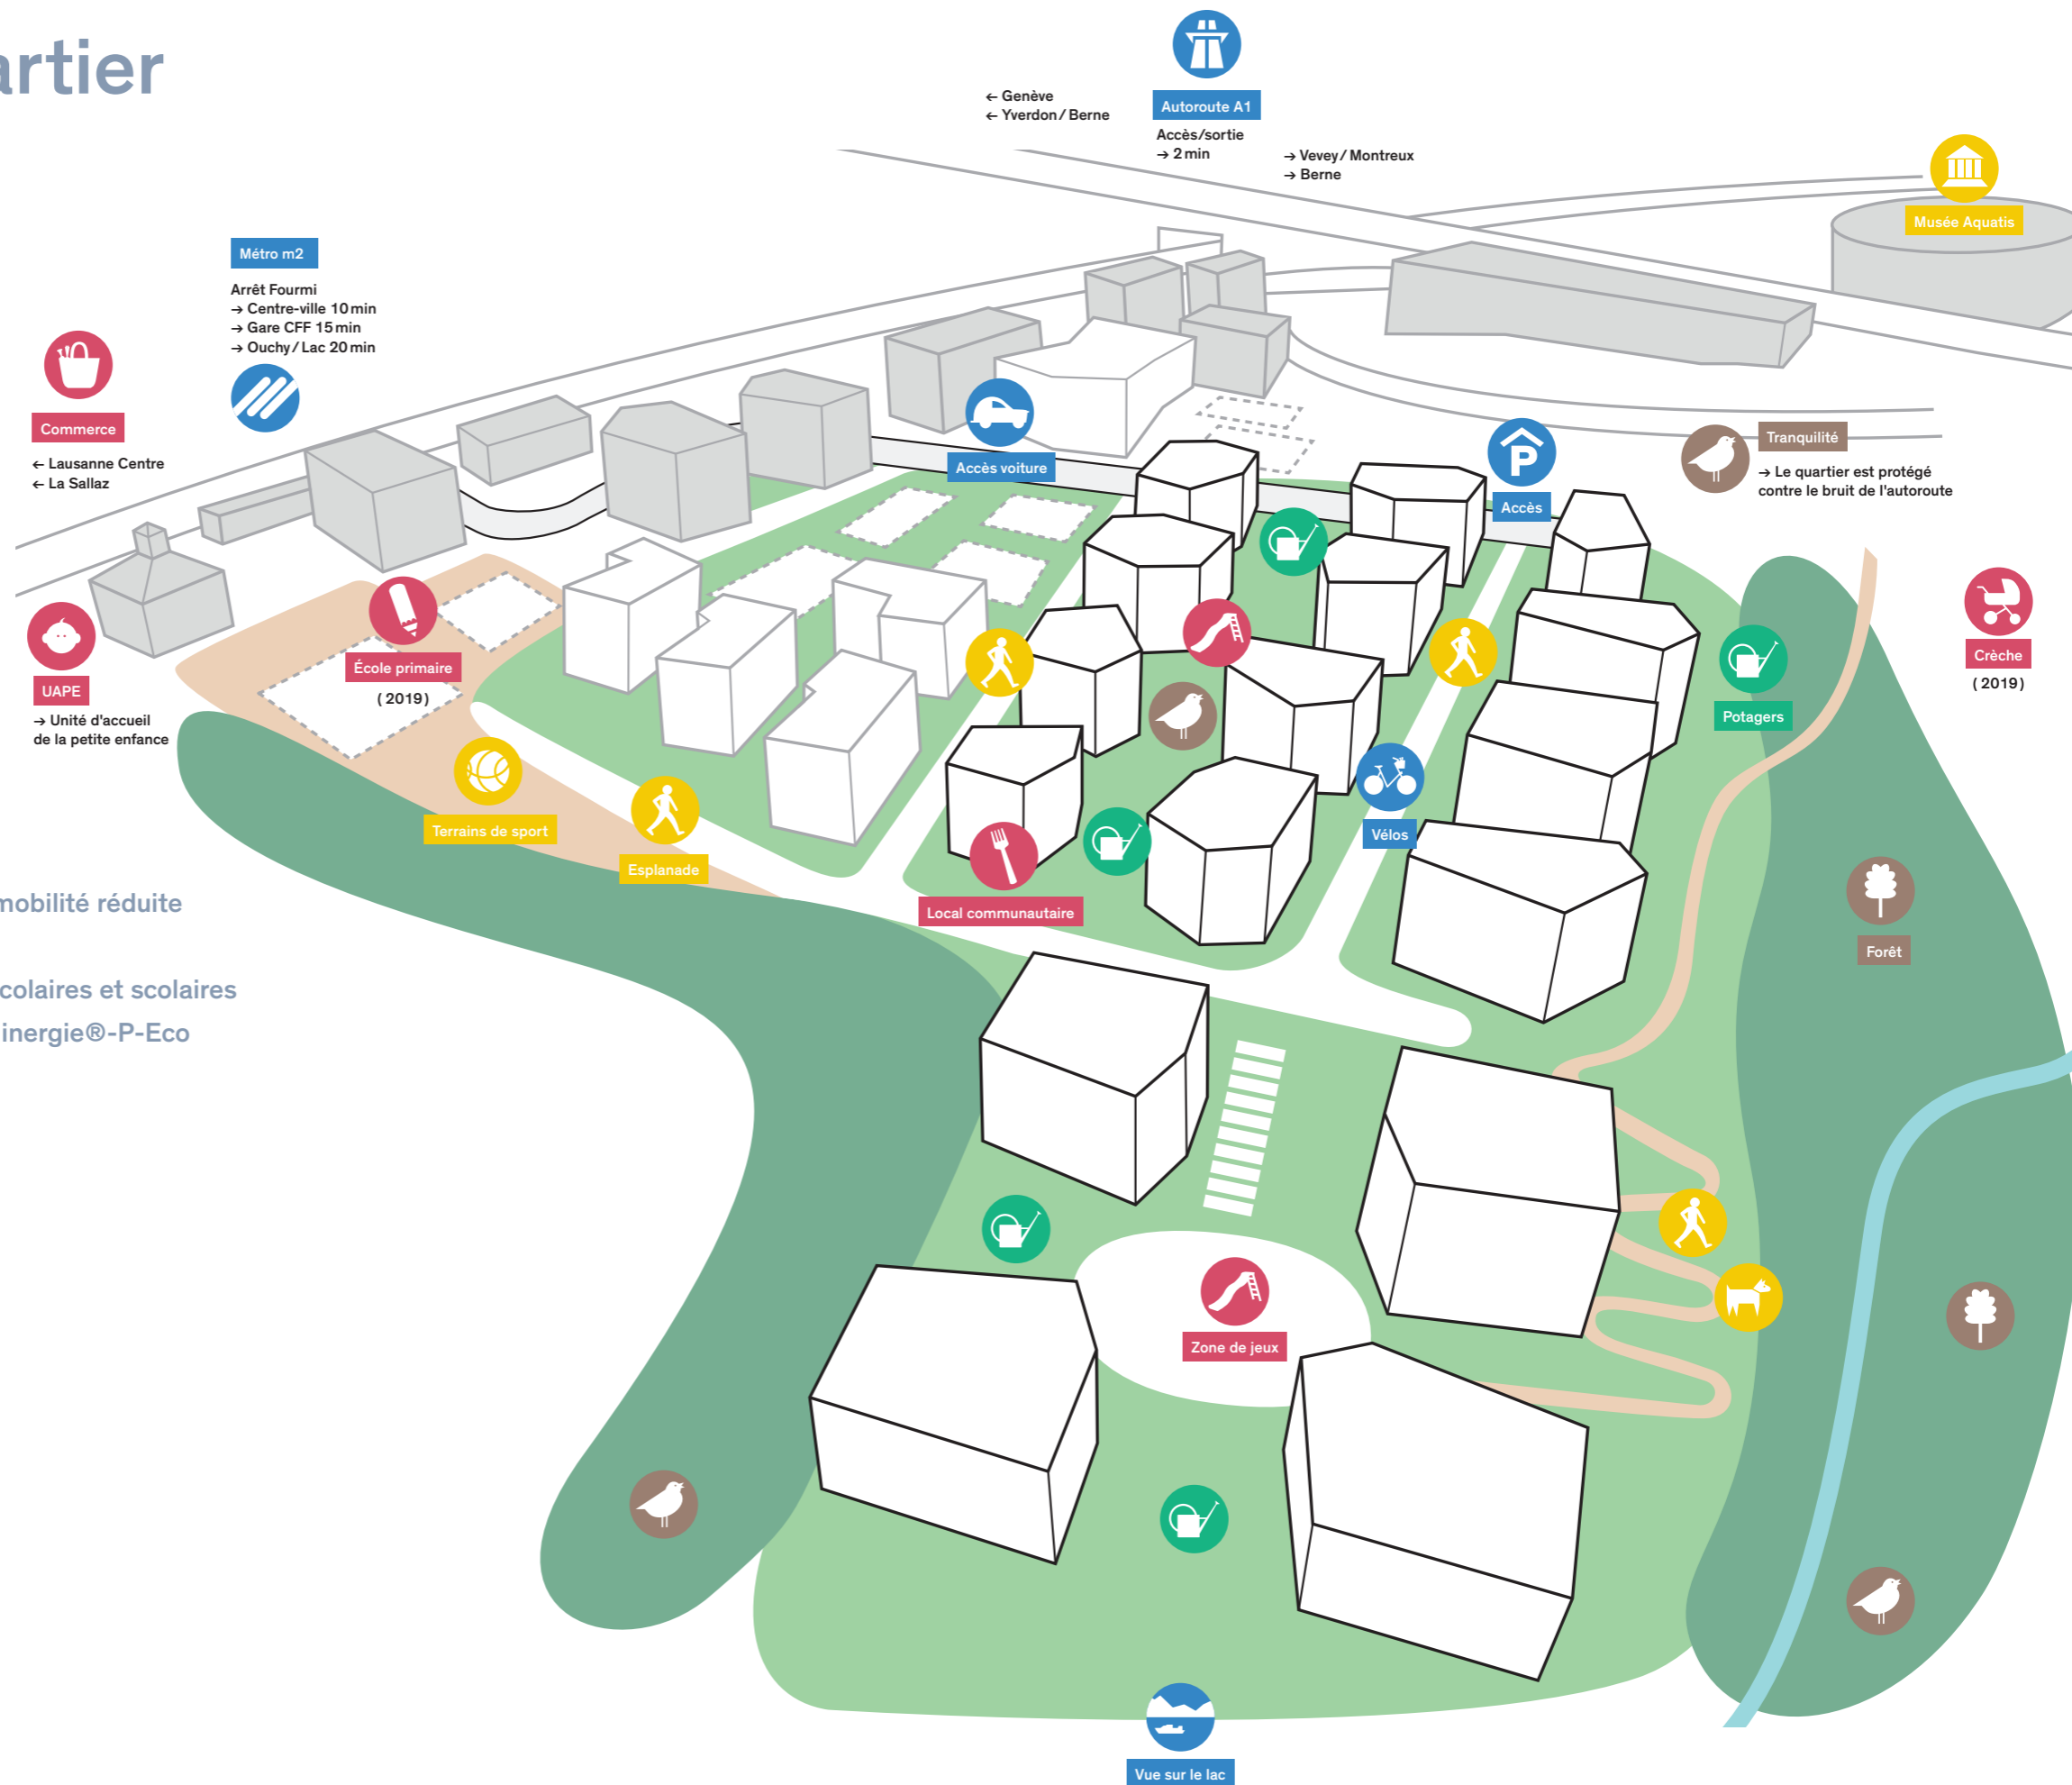 artier
Autoroute A1
← Genève
← Yverdon / Berne
Accès/sortie
→ 2 min
→ Vevey / Montreux
→ Berne
Musée Aquatis
Métro m2
Arrêt Fourmi
→ Centre-ville 10 min
→ Gare CFF 15 min
→ Ouchy / Lac 20 min
Commerce
← Lausanne Centre
← La Sallaz
Accès voiture
P
Accès
Tranquilité
→ Le quartier est protégé
contre le bruit de l'autoroute
École primaire
(2019)
UAPE
→ Unité d'accueil
de la petite enfance
Crèche
(2019)
Potagers
Terrains de sport
Esplanade
Vélos
Local communautaire
Forêt
mobilité réduite
colaires et scolaires
inergie®-P-Eco
Zone de jeux
Vue sur le lac